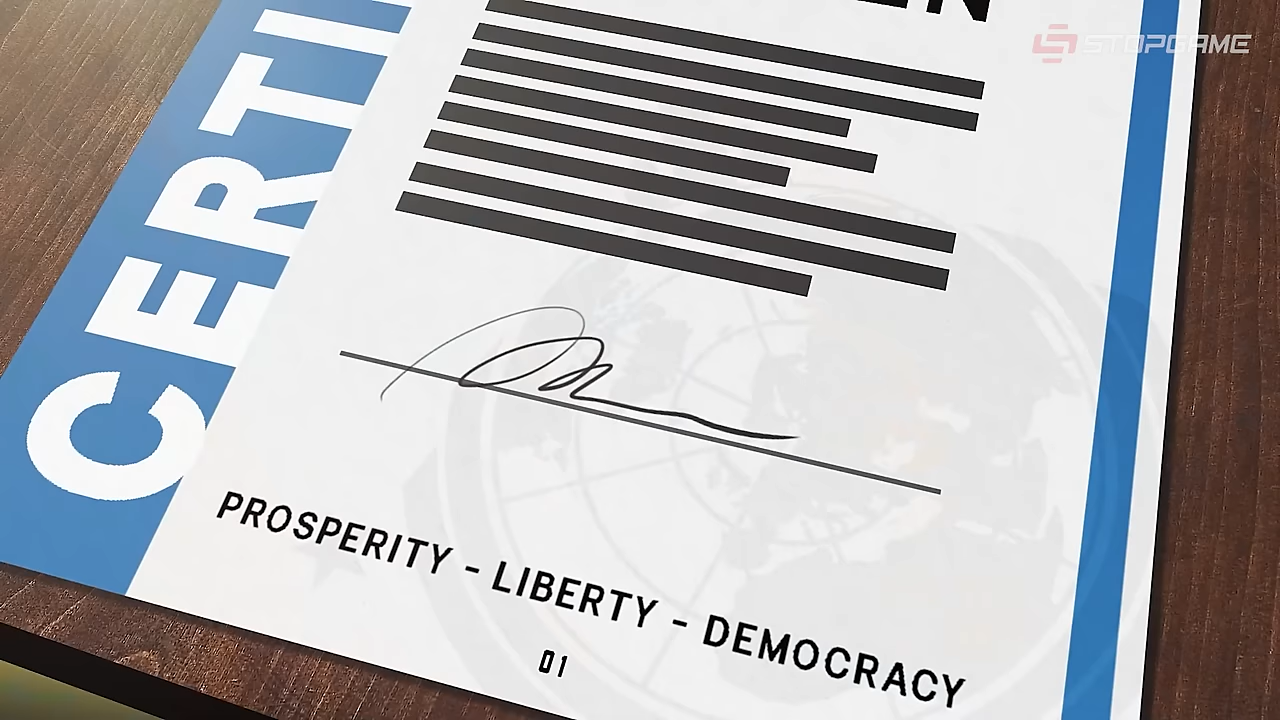 STOPGAME
CERTI
PROSPERITY - LIBERTY - DEMOCRACY
01